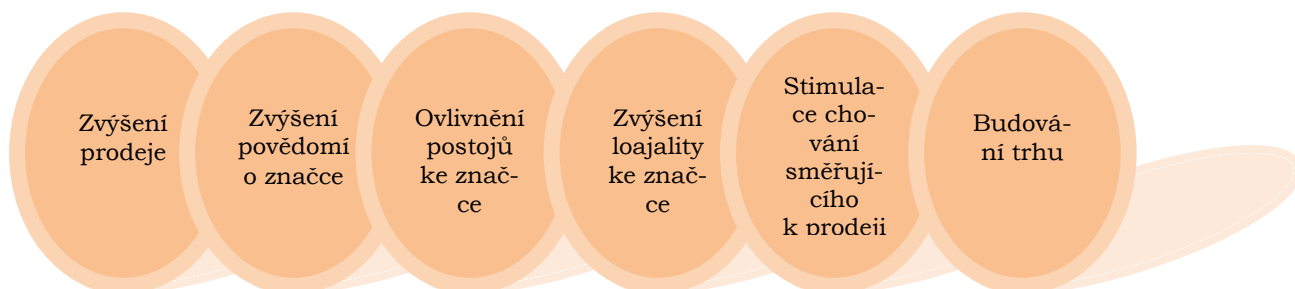 Zvýšení
prodeje
Zvýšení
povědomí
o značce
Ovlivnění
postojů
ke znač-
ce
Zvýšení
loajality
ke znač-
ce
Stimula-
ce cho-
vání
směřují-
cího
k prodeji
Budová-
ní trhu